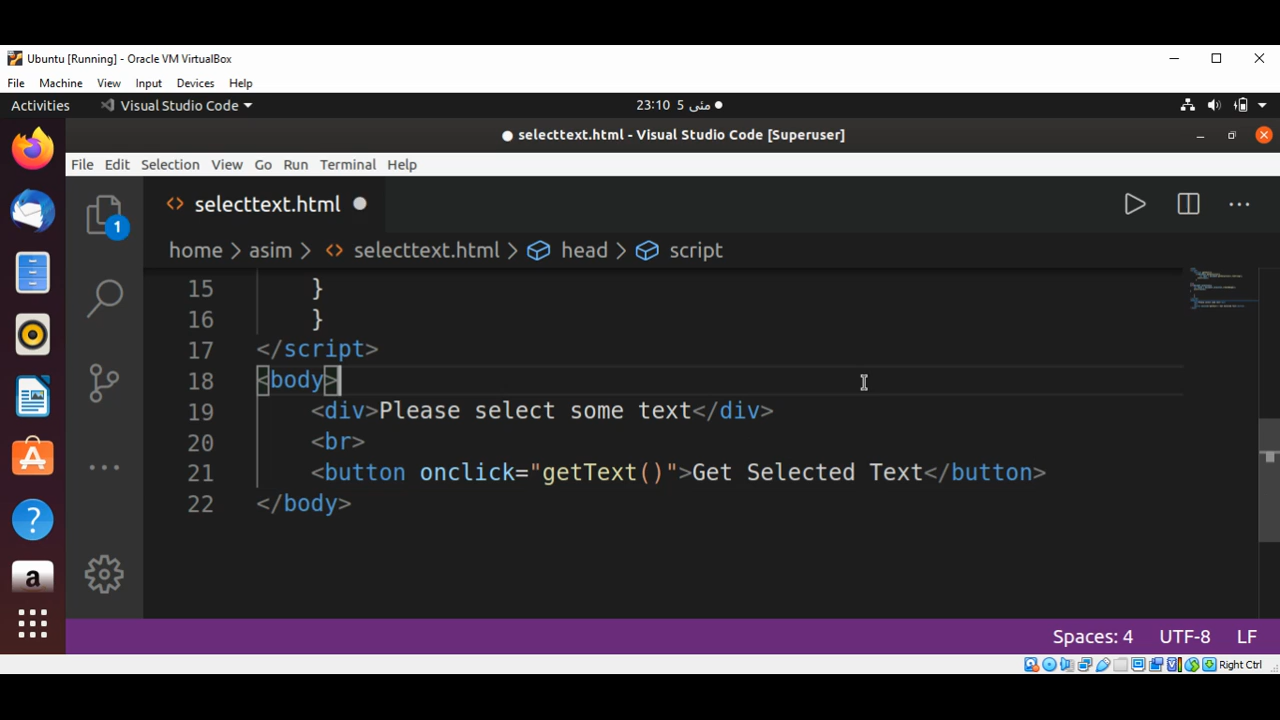 Ubuntu [Running] - Oracle VM VirtualBox
File Machine View Input Devices Help
Activities Visual Studio Code 23:10 5 مئی
● selecttext.html - Visual Studio Code [Superuser]
File Edit Selection View Go Run Terminal Help
1
<> selecttext.html ●
home > asim > <> selecttext.html > head > script
15 }
16 }
17 </script>
18 <body>
19 <div>Please select some text</div>
20 <br>
21 <button onclick="getText()">Get Selected Text</button>
22 </body>
?
a
Spaces: 4 UTF-8 LF
Right Ctrl